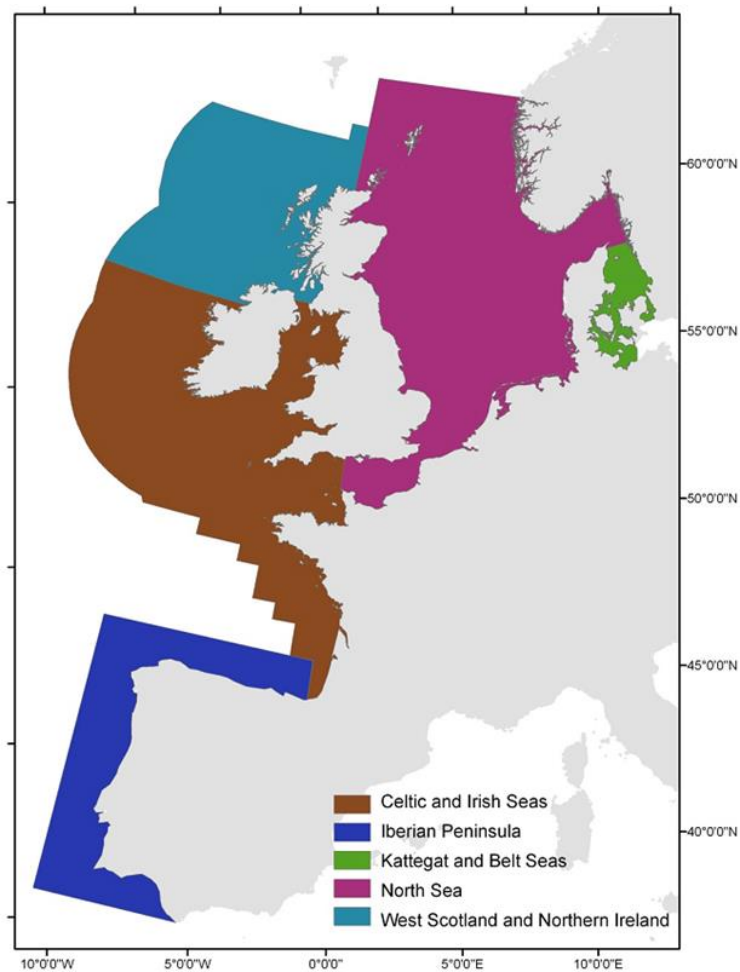 60°0'0"N
55°0'0"N
50°0'0"N
45°0'0"N
Celtic and Irish Seas
Iberian Peninsula
40°0'0"N
Kattegat and Belt Seas
North Sea
West Scotland and Northern Ireland
10°0'0"W 5°0'0"W 0°0'0" 5°0'0"E 10°0'0"E